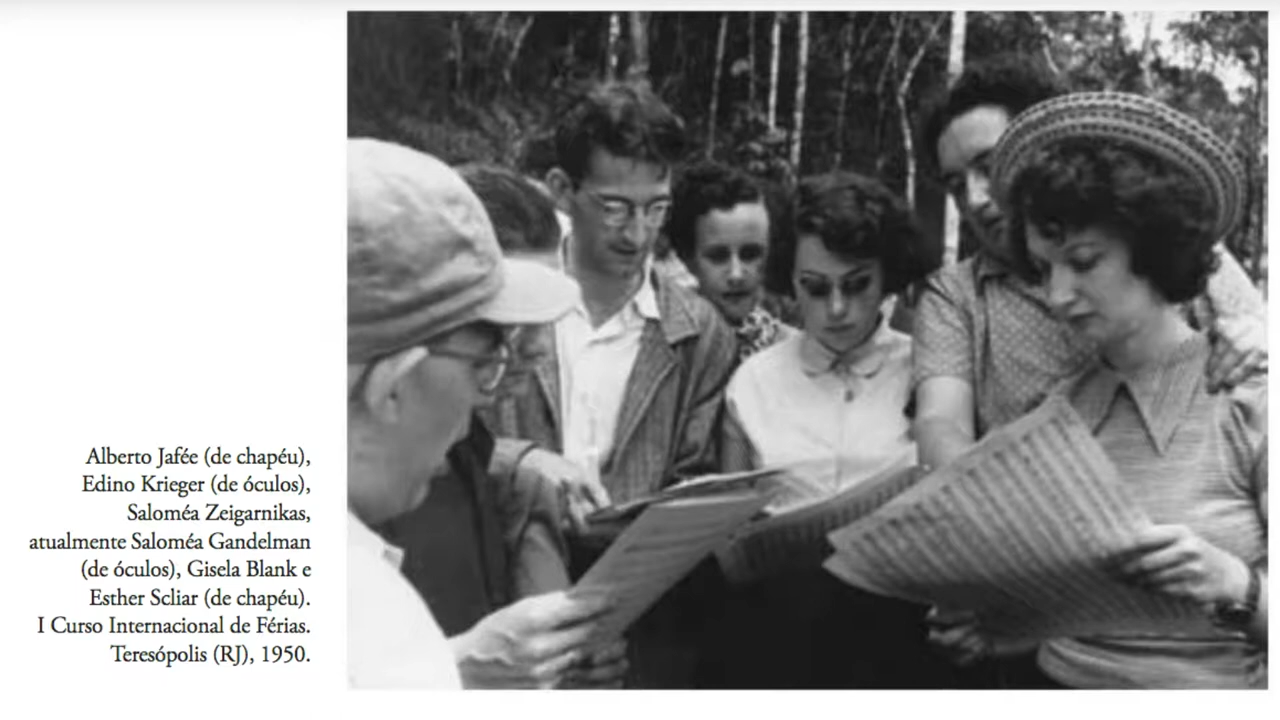 Alberto Jafée (de chapéu),
Edino Krieger (de óculos),
Saloméa Zeigarnikas,
atualmente Saloméa Gandelman
(de óculos), Gisela Blank e
Esther Scliar (de chapéu).
I Curso Internacional de Férias.
Teresópolis (RJ), 1950.